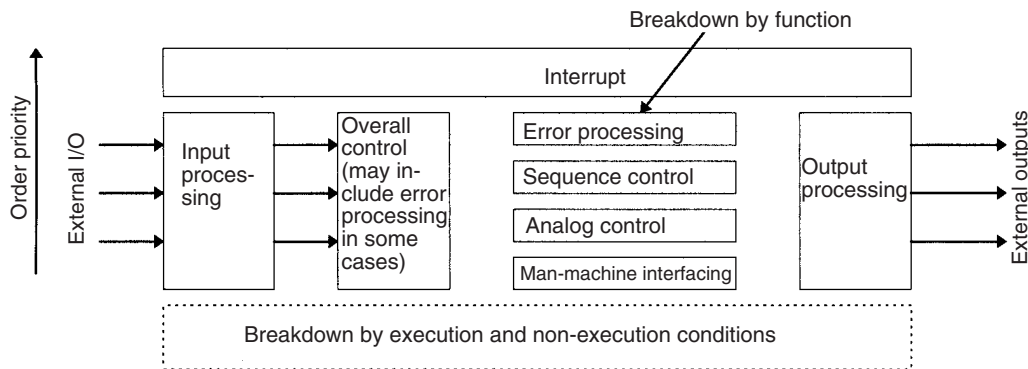 Breakdown by function
Interrupt
Order priority
External I/O
Input
proces-
sing
Overall
control
(may in-
clude error
processing
in some
cases)
Error processing
Sequence control
Analog control
Man-machine interfacing
Output
processing
External outputs
Breakdown by execution and non-execution conditions